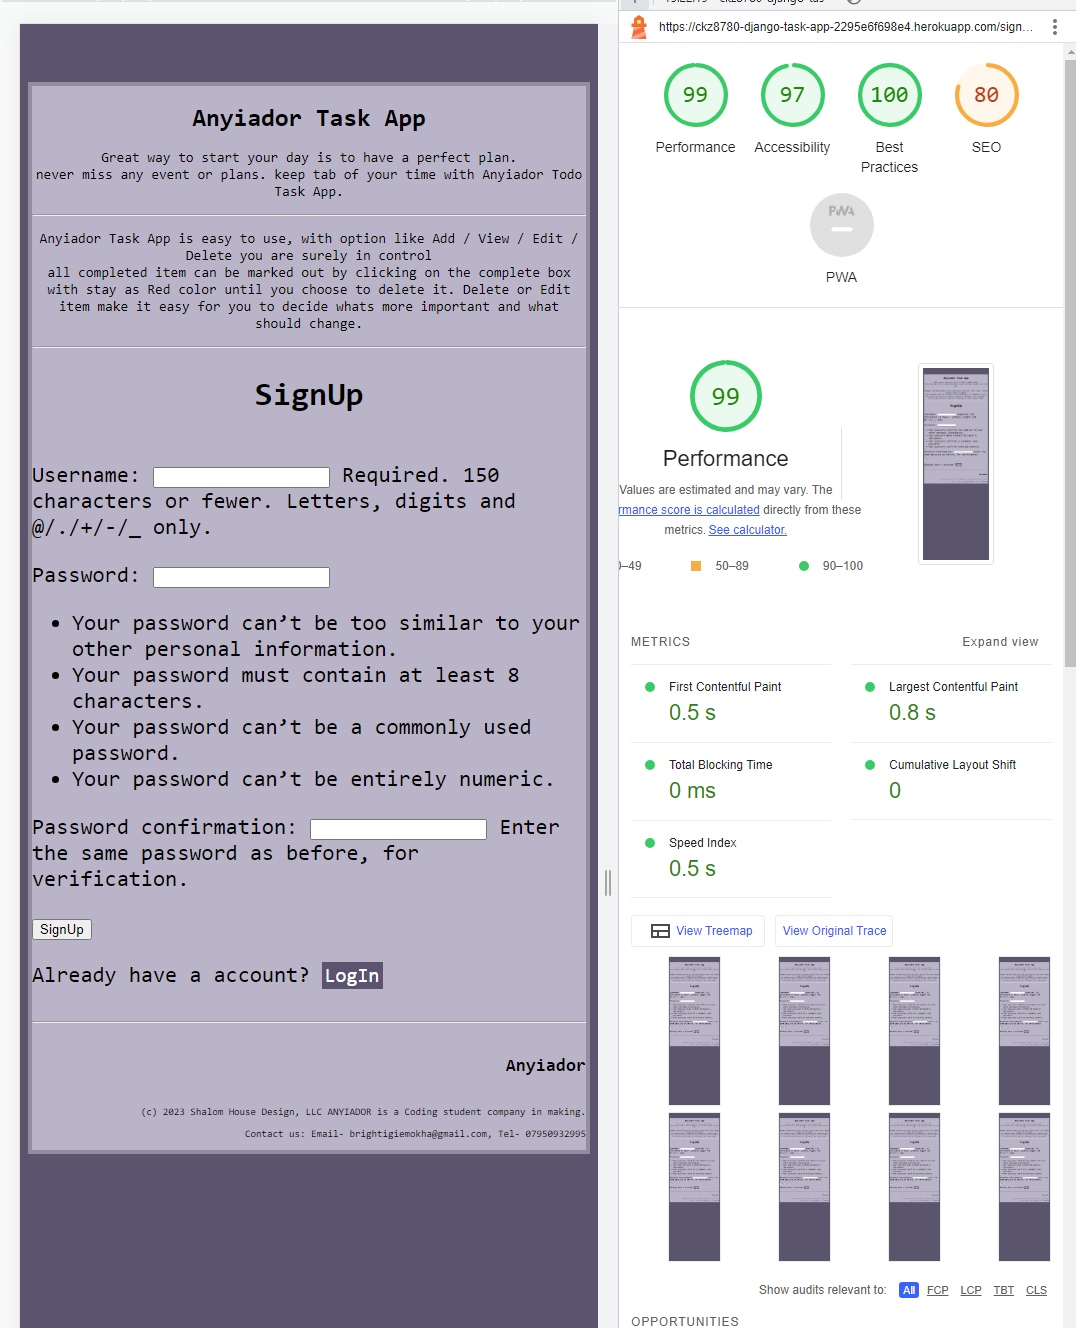 Anyiador Task App
Great way to start your day is to have a perfect plan.
never miss any event or plans. keep tab of your time with Anyiador Todo
Task App.
Anyiador Task App is easy to use, with option like Add / View / Edit /
Delete you are surely in control
all completed item can be marked out by clicking on the complete box
with stay as Red color until you choose to delete it. Delete or Edit
item make it easy for you to decide whats more important and what
should change.
SignUp
Username: Required. 150
characters or fewer. Letters, digits and
@/./+/-/_ only.
Password:
• Your password can’t be too similar to your
other personal information.
• Your password must contain at least 8
characters.
• Your password can’t be a commonly used
password.
• Your password can’t be entirely numeric.
Password confirmation: Enter
the same password as before, for
verification.
SignUp
Already have a account? LogIn
Anyiador
(c) 2023 Shalom House Design, LLC ANYIADOR is a Coding student company in making.
Contact us: Email- brightigiemokha@gmail.com, Tel- 07950932995
https://ckz8780-django-task-app-2295e6f698e4.herokuapp.com/sign...
99
97
100
80
Performance
Accessibility
Best
Practices
SEO
PWA
PWA
99
Performance
Values are estimated and may vary. The
rmance score is calculated directly from these
metrics. See calculator.
–49
50–89
90–100
METRICS
Expand view
First Contentful Paint
0.5 s
Largest Contentful Paint
0.8 s
Total Blocking Time
0 ms
Cumulative Layout Shift
0
Speed Index
0.5 s
View Treemap
View Original Trace
Show audits relevant to: All FCP LCP TBT CLS
OPPORTUNITIES